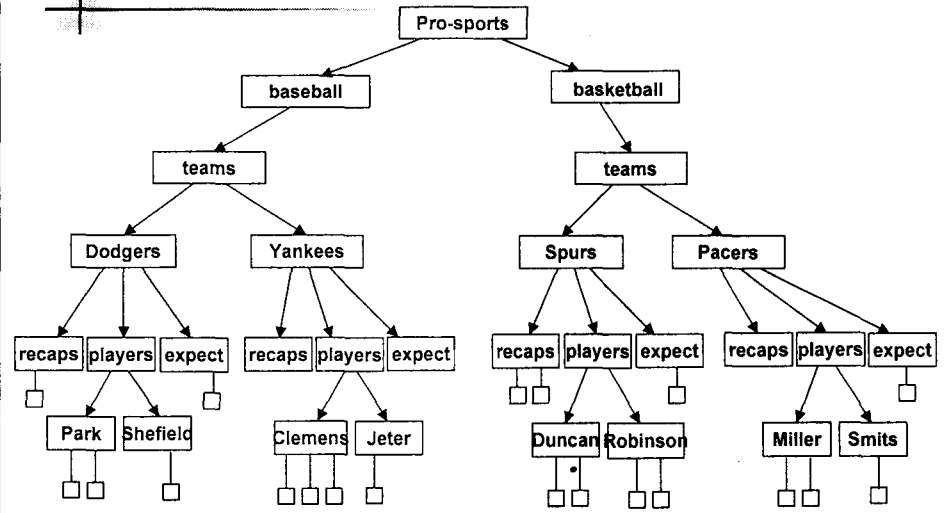 Pro-sports
baseball
basketball
teams
teams
Dodgers
Yankees
Spurs
Pacers
recaps
players
expect
recaps
players
expect
recaps
players
expect
recaps
players
expect
Park
Shefield
Clemens
Jeter
Duncan
Robinson
Miller
Smits